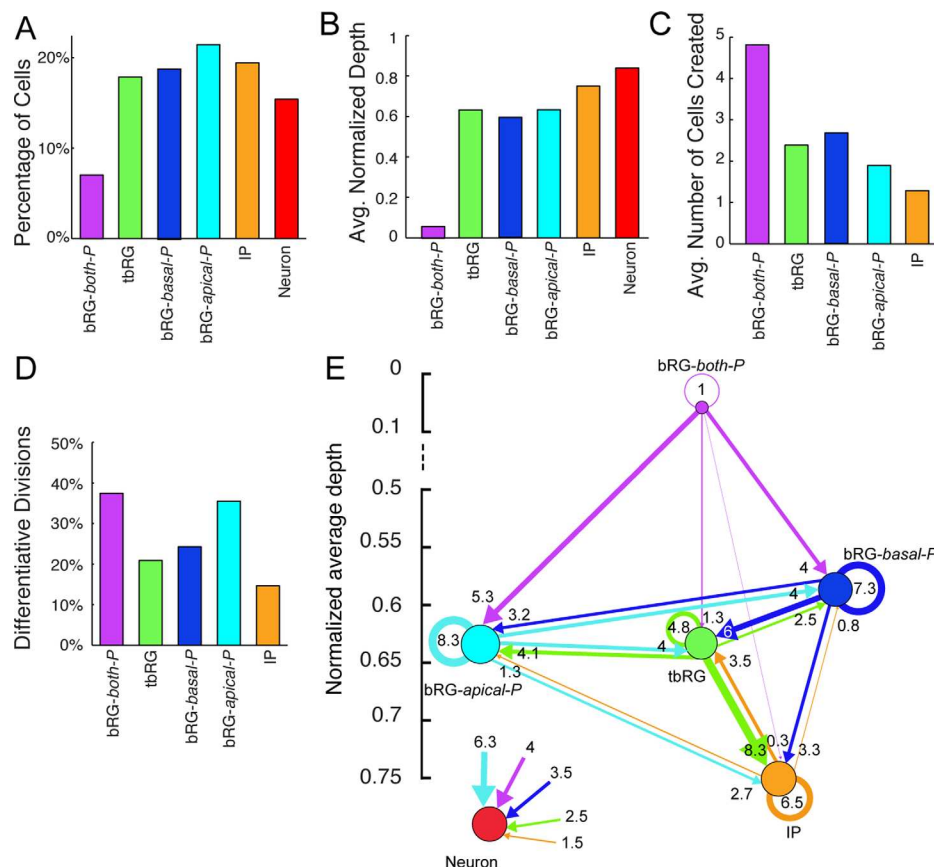 A
Percentage of Cells
20%
10%
0%
bRG-both-P
tbRG
bRG-basal-P
bRG-apical-P
IP
Neuron
B
Avg. Normalized Depth
1
0.8
0.6
0.4
0.2
0
bRG-both-P
tbRG
bRG-basal-P
bRG-apical-P
IP
Neuron
C
Avg. Number of Cells Created
5
4
3
2
1
0
bRG-both-P
tbRG
bRG-basal-P
bRG-apical-P
IP
D
Differentiative Divisions
50%
40%
30%
20%
10%
0%
bRG-both-P
tbRG
bRG-basal-P
bRG-apical-P
IP
E
Normalized average depth
0
0.1
0.5
0.55
0.6
0.65
0.7
0.75
bRG-both-P
1
bRG-basal-P
4
7.3
4
5.3
3.2
1.3
6
2.5
0.8
8.3
4.8
4
4.1
3.5
1.3
bRG-apical-P
tbRG
8.3
0.3
3.3
2.7
6.5
IP
6.3
4
3.5
2.5
1.5
Neuron